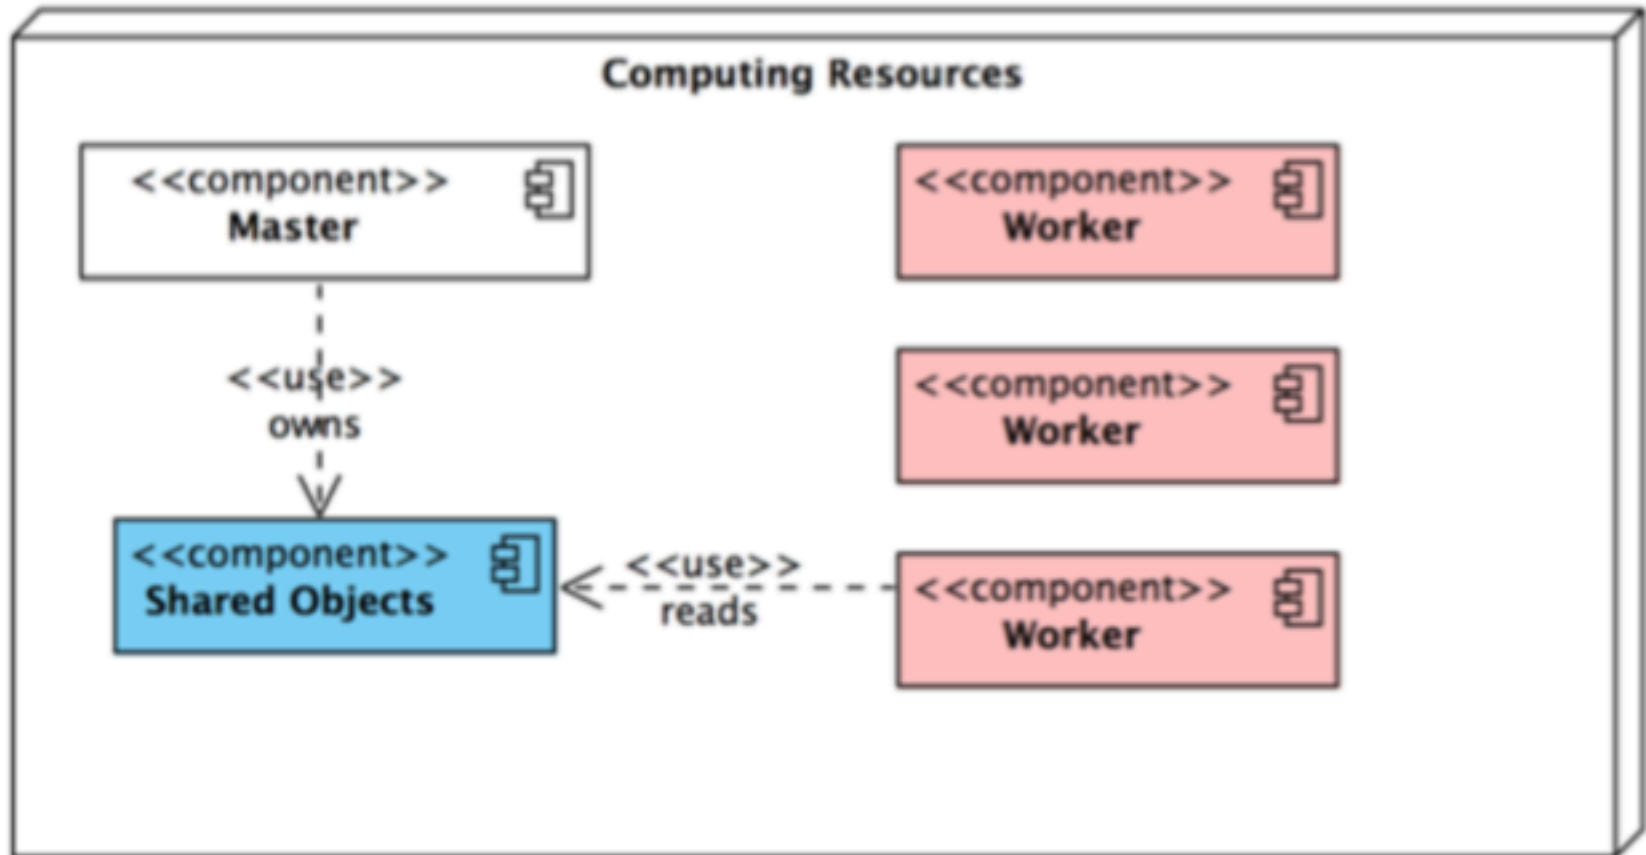 Computing Resources
<<component>>
Master
<<component>>
Worker
<<component>>
Worker
<<use>>
owns
<<component>>
Shared Objects
<<use>>
reads
<<component>>
Worker